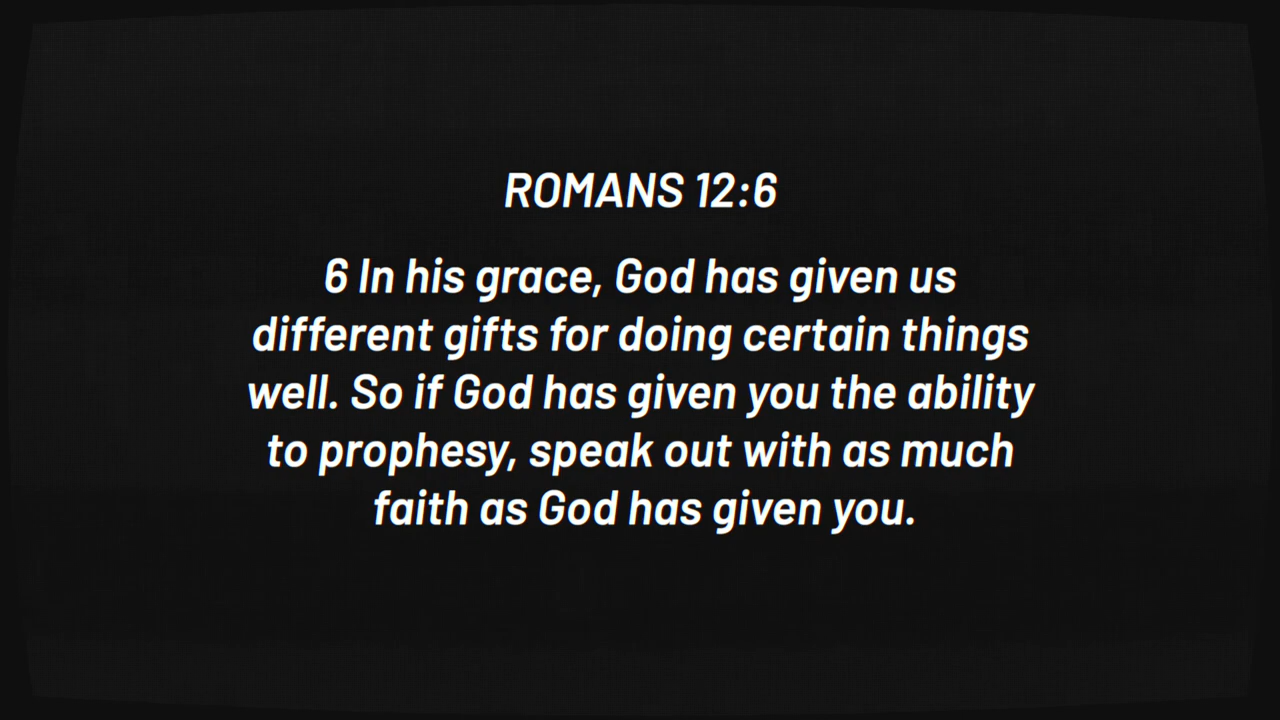 ROMANS 12:6
6 In his grace, God has given us
different gifts for doing certain things
well. So if God has given you the ability
to prophesy, speak out with as much
faith as God has given you.